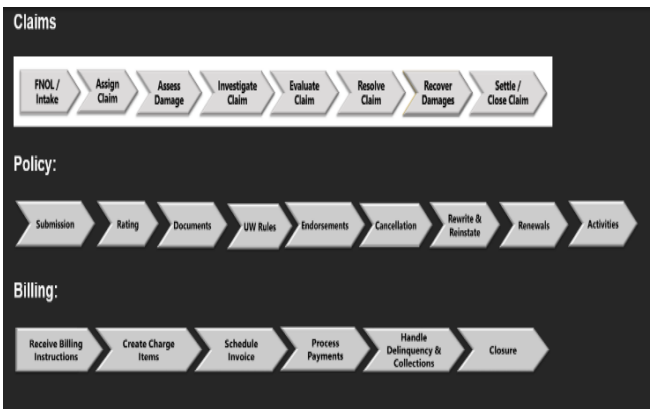 Claims
FNOL /
Intake
Assign
Claim
Assess
Damage
Investigate
Claim
Evaluate
Claim
Resolve
Claim
Recover
Damages
Settle /
Close Claim
Policy:
Submission
Rating
Documents
UW Rules
Endorsements
Cancellation
Rewrite &
Reinstate
Renewals
Activities
Billing:
Receive Billing
Instructions
Create Charge
Items
Schedule
Invoice
Process
Payments
Handle
Delinquency &
Collections
Closure